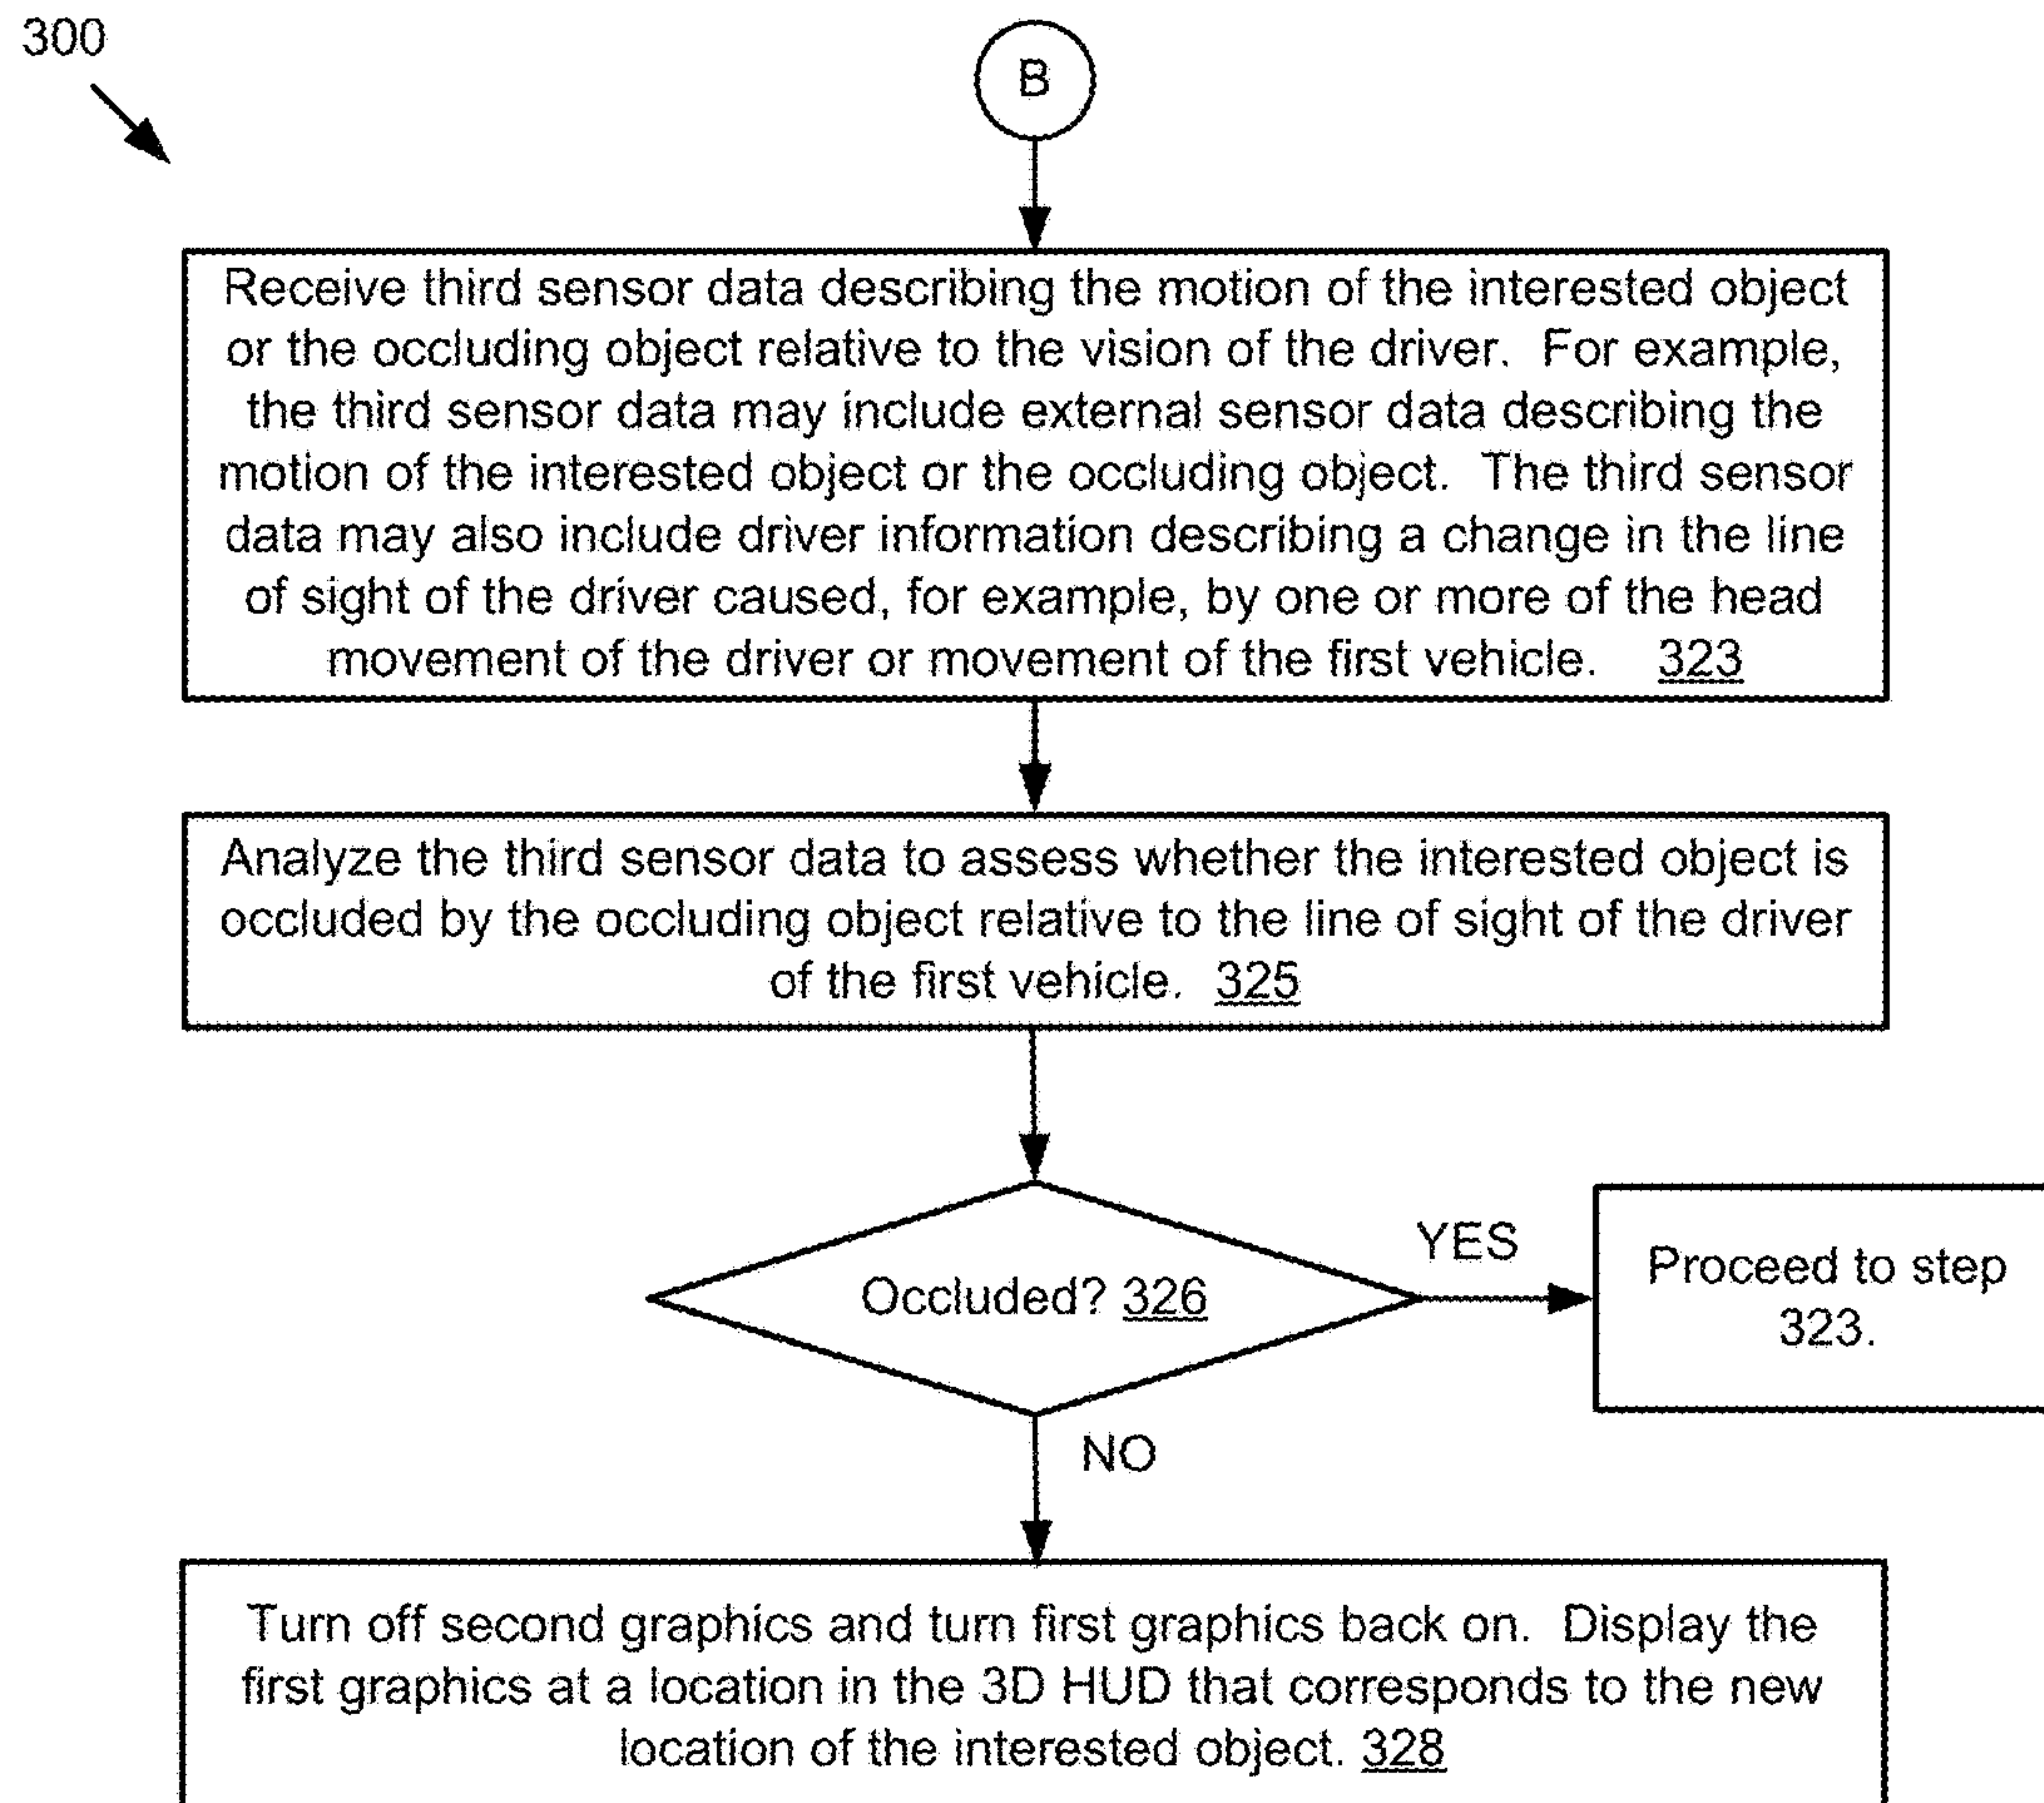 300
B
Receive third sensor data describing the motion of the interested object
or the occluding object relative to the vision of the driver. For example,
the third sensor data may include external sensor data describing the
motion of the interested object or the occluding object. The third sensor
data may also include driver information describing a change in the line
of sight of the driver caused, for example, by one or more of the head
movement of the driver or movement of the first vehicle. 323
Analyze the third sensor data to assess whether the interested object is
occluded by the occluding object relative to the line of sight of the driver
of the first vehicle. 325
Occluded? 326
YES
Proceed to step
323.
NO
Turn off second graphics and turn first graphics back on. Display the
first graphics at a location in the 3D HUD that corresponds to the new
location of the interested object. 328